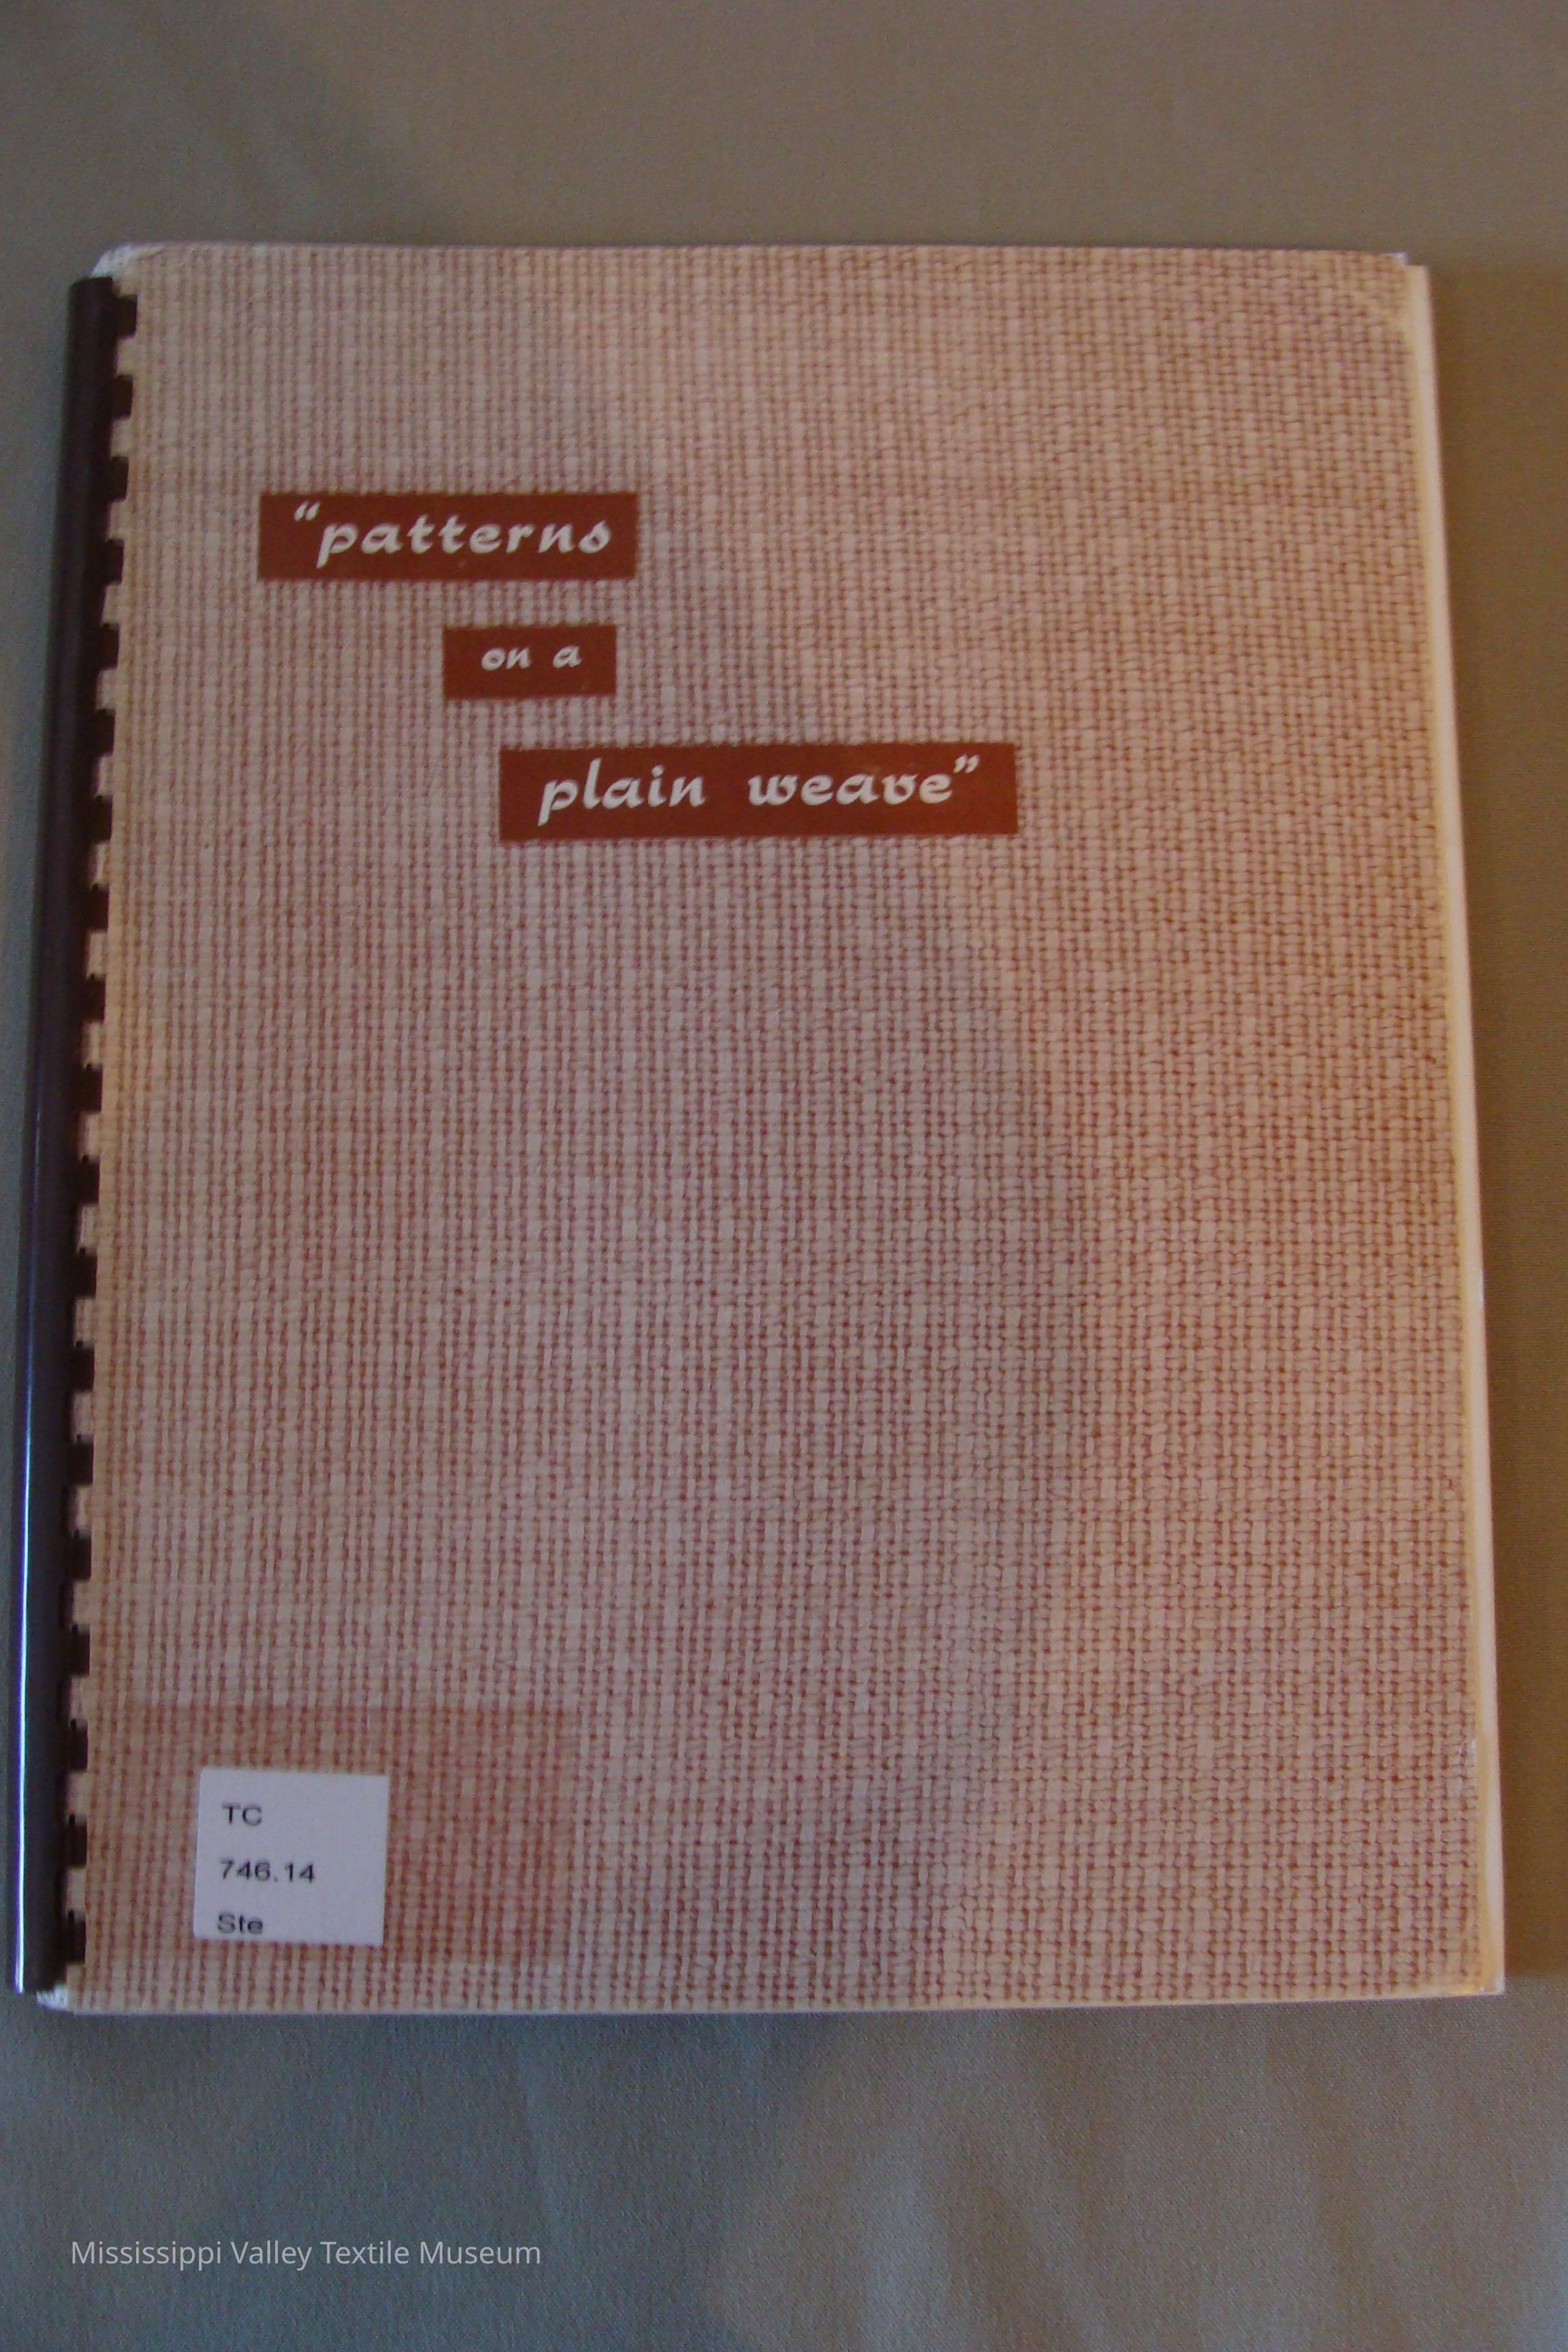 “patterns
on a
plain weave”
TC
746.14
Ste
Mississippi Valley Textile Museum